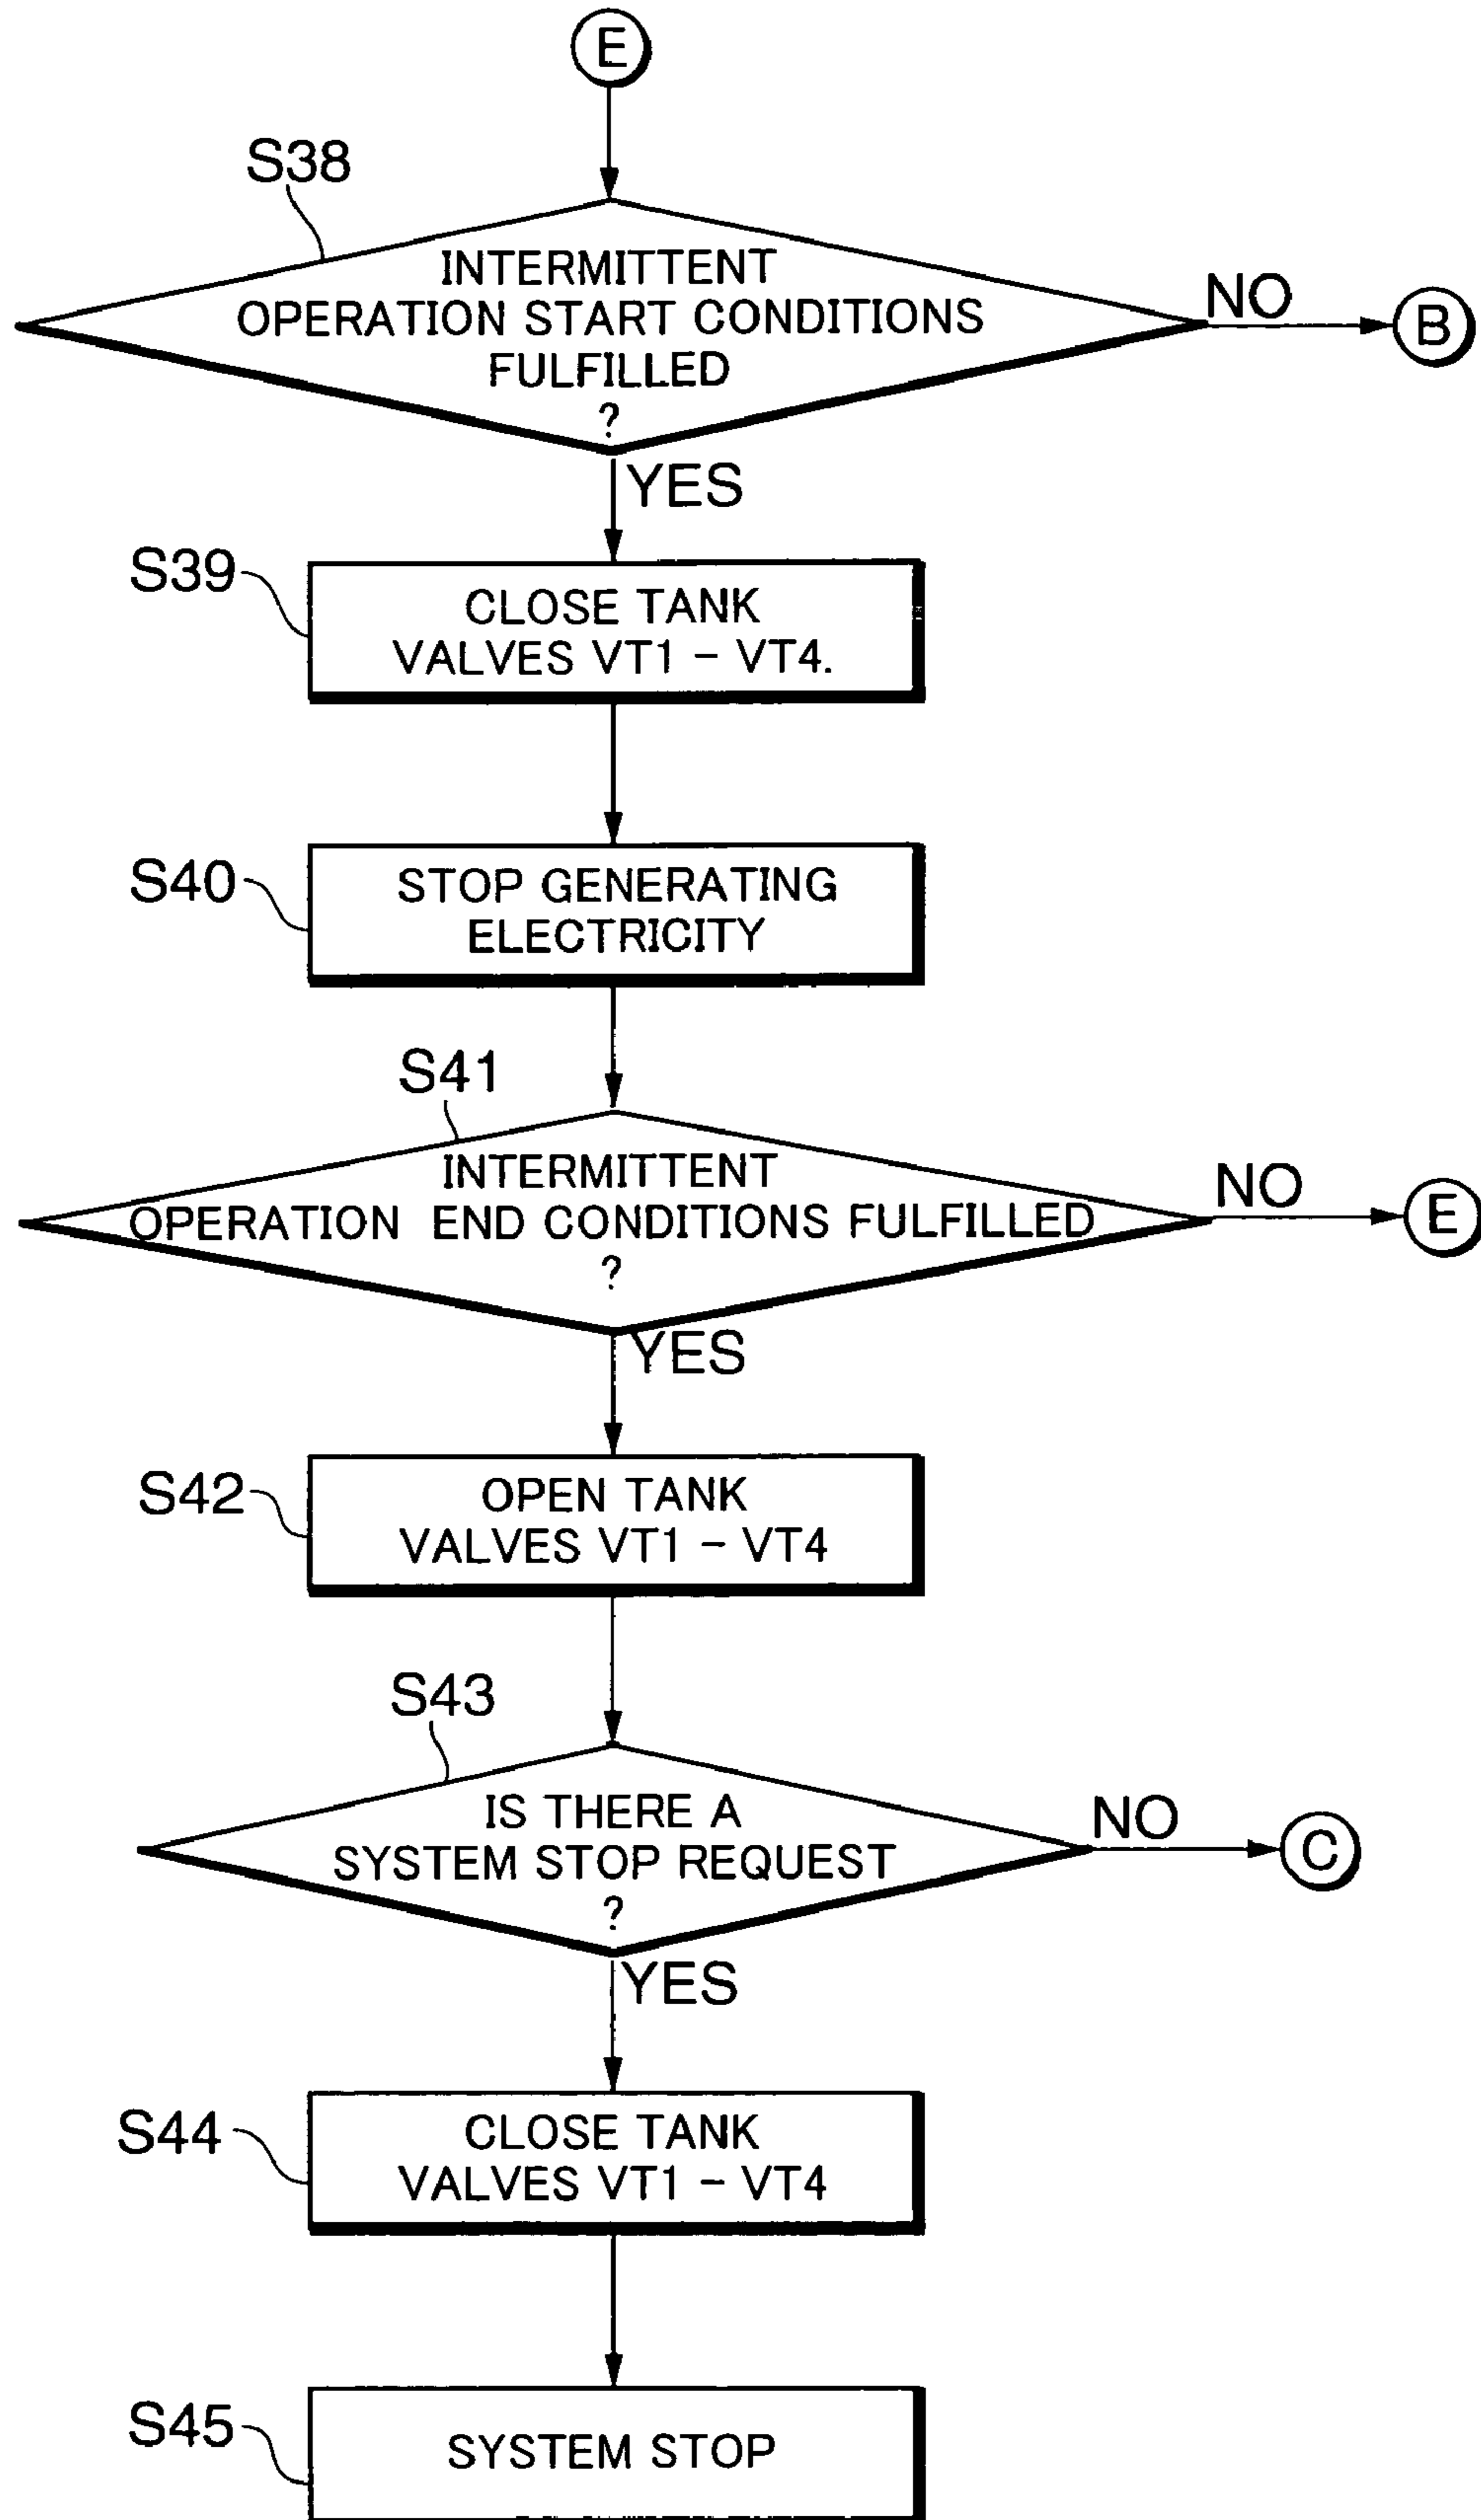 E
S38
INTERMITTENT
OPERATION START CONDITIONS
FULFILLED
?
NO
B
YES
S39
CLOSE TANK
VALVES VT1 - VT4.
S40
STOP GENERATING
ELECTRICITY
S41
INTERMITTENT
OPERATION END CONDITIONS FULFILLED
?
NO
E
YES
S42
OPEN TANK
VALVES VT1 - VT4
S43
IS THERE A
SYSTEM STOP REQUEST
?
NO
C
YES
S44
CLOSE TANK
VALVES VT1 - VT4
S45
SYSTEM STOP